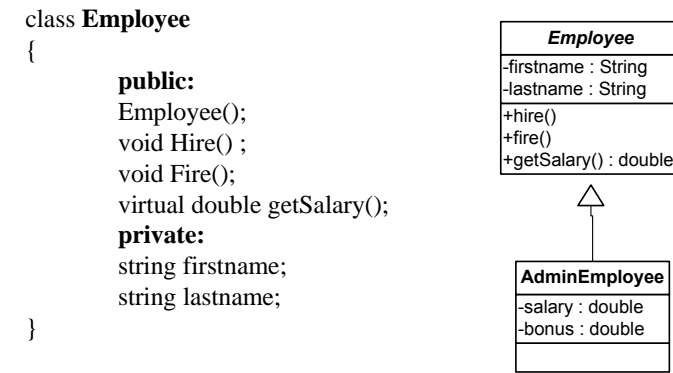 class Employee
{
public:
Employee();
void Hire() ;
void Fire();
virtual double getSalary();
private:
string firstname;
string lastname;
}
Employee
-firstname : String
-lastname : String
+hire()
+fire()
+getSalary() : double
AdminEmployee
-salary : double
-bonus : double